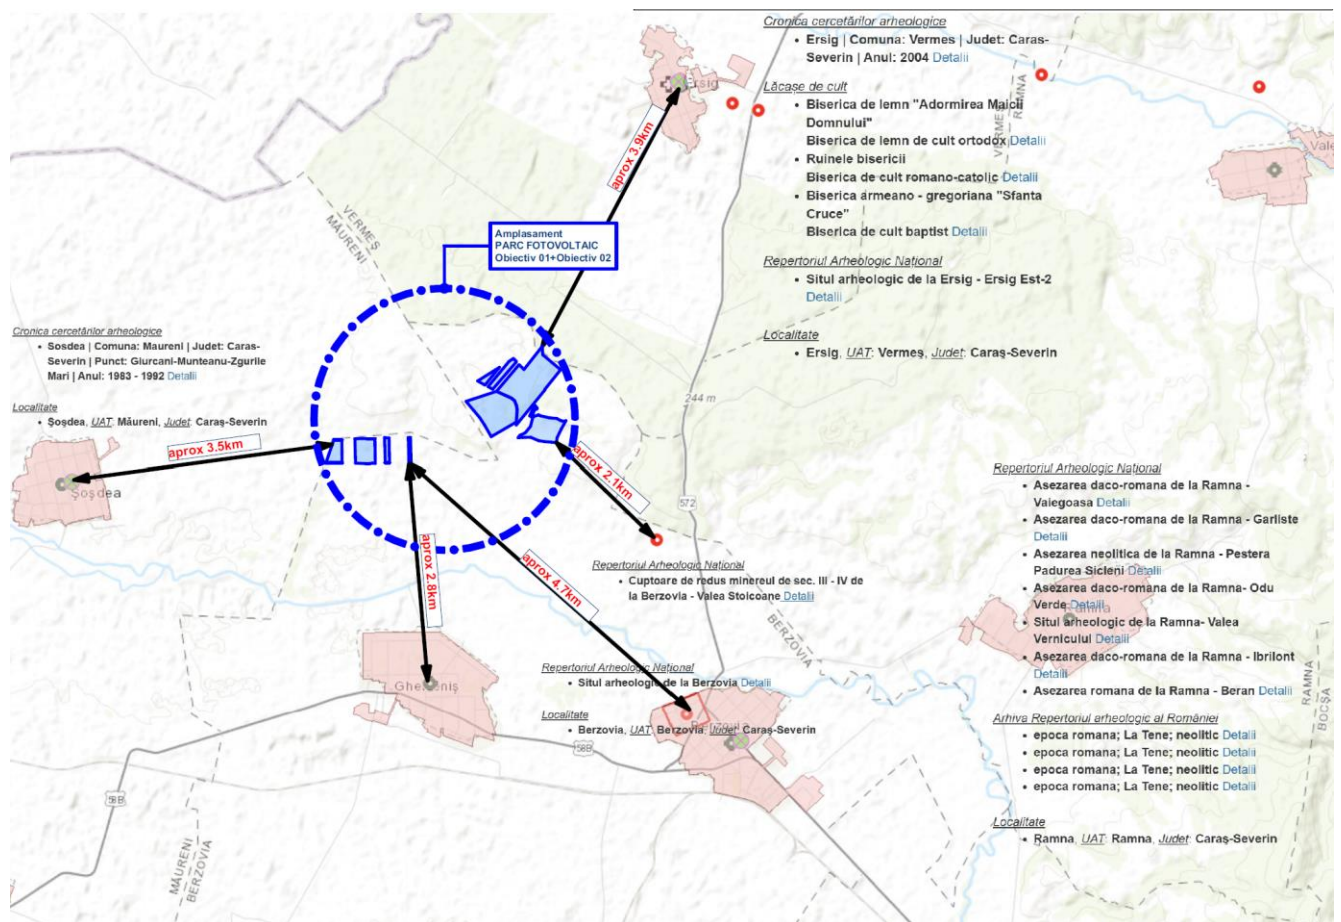 Cronica cercetărilor arheologice
• Ersig | Comuna: Vermes | Judet: Caras-
Severin | Anul: 2004 Detalii
Lăcașe de cult
• Biserica de lemn "Adormirea Maicii
Domnului"
Biserica de lemn de cult ortodox Detalii
• Ruinele bisericii
Biserica de cult romano-catolic Detalii
• Biserica armeano - gregoriana "Sfanta
Cruce"
Biserica de cult baptist Detalii
Repertoriul Arheologic Național
• Situl arheologic de la Ersig - Ersig Est-2
Detalii
Localitate
• Ersig, UAT: Vermeș, Județ: Caraș-Severin
Ersig
RAMNA
VERMEȘ
Vale
aprox 3.9km
VERMEȘ
MĂURENI
Amplasament
PARC FOTOVOLTAIC
Obiectiv 01+Obiectiv 02
Cronica cercetărilor arheologice
• Sosdea | Comuna: Maureni | Judet: Caras-
Severin | Punct: Giurcani-Munteanu-Zgurile
Mari | Anul: 1983 - 1992 Detalii
Localitate
• Șoșdea, UAT: Măureni, Județ: Caraș-Severin
Șoșdea
aprox 3.5km
244 m
aprox 2.1km
572
aprox 2.8km
aprox 4.7km
Repertoriul Arheologic Național
• Cuptoare de redus minereul de sec. III - IV de
la Berzovia - Valea Stoicoane Detalii
BERZOVIA
Repertoriul Arheologic Național
• Asezarea daco-romana de la Ramna -
Valegoasa Detalii
• Asezarea daco-romana de la Ramna - Garliste
Detalii
• Asezarea neolitica de la Ramna - Pestera
Padurea Sicleni Detalii
• Asezarea daco-romana de la Ramna- Odu
Verde Detalii
• Situl arheologic de la Ramna- Valea
Vernicului Detalii
• Asezarea daco-romana de la Ramna - Ibrilont
Detalii
• Asezarea romana de la Ramna - Beran Detalii
Ramna
RAMNA
BOCȘA
Arhiva Repertoriul arheologic al României
• epoca romana; La Tene; neolitic Detalii
• epoca romana; La Tene; neolitic Detalii
• epoca romana; La Tene; neolitic Detalii
• epoca romana; La Tene; neolitic Detalii
Localitate
• Ramna, UAT: Ramna, Județ: Caraș-Severin
Gherteniș
Repertoriul Arheologic Național
• Situl arheologic de la Berzovia Detalii
Localitate
• Berzovia, UAT: Berzovia, Județ: Caraș-Severin
Berzovia
58B
58B
MĂURENI
BERZOVIA